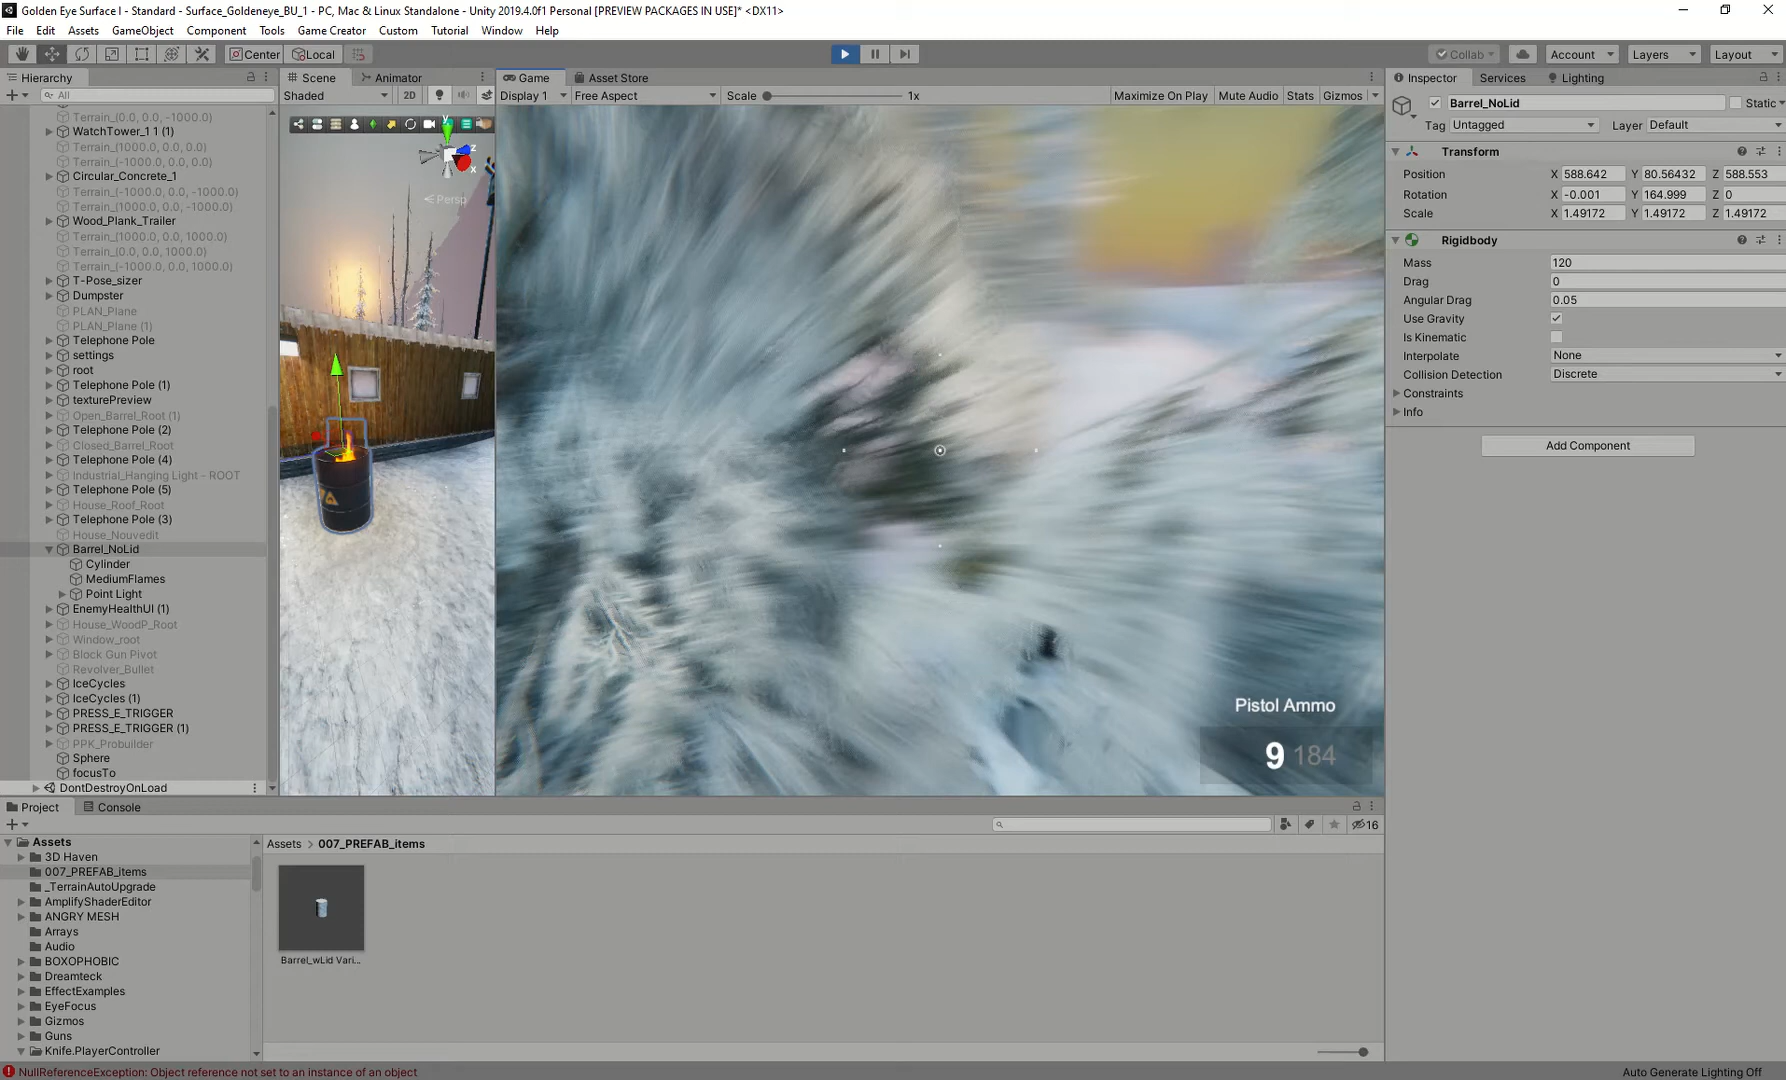 Golden Eye Surface I - Standard - Surface_Goldeneye_BU_1 - PC, Mac & Linux Standalone - Unity 2019.4.0f1 Personal [PREVIEW PACKAGES IN USE]* <DX11>
File Edit Assets GameObject Component Tools Game Creator Custom Tutorial Window Help
Center Local Collab Account Layers Layout
Hierarchy
All
Terrain_(0.0, 0.0, -1000.0)
WatchTower_1 1 (1)
Terrain_(1000.0, 0.0, 0.0)
Terrain_(-1000.0, 0.0, 0.0)
Circular_Concrete_1
Terrain_(-1000.0, 0.0, -1000.0)
Terrain_(1000.0, 0.0, -1000.0)
Wood_Plank_Trailer
Terrain_(1000.0, 0.0, 1000.0)
Terrain_(0.0, 0.0, 1000.0)
Terrain_(-1000.0, 0.0, 1000.0)
T-Pose_sizer
Dumpster
PLAN_Plane
PLAN_Plane (1)
Telephone Pole
settings
root
Telephone Pole (1)
texturePreview
Open_Barrel_Root (1)
Telephone Pole (2)
Closed_Barrel_Root
Telephone Pole (4)
Industrial_Hanging Light – ROOT
Telephone Pole (5)
House_Roof_Root
Telephone Pole (3)
House_Nouvedit
Barrel_NoLid
Cylinder
MediumFlames
Point Light
EnemyHealthUI (1)
House_WoodP_Root
Window_root
Block Gun Pivot
Revolver_Bullet
IceCycles
IceCycles (1)
PRESS_E_TRIGGER
PRESS_E_TRIGGER (1)
PPK_Probuilder
Sphere
focusTo
DontDestroyOnLoad
Scene Animator
Shaded 2D
y
z
x
Persp
Game Asset Store
Display 1 Free Aspect Scale 1x Maximize On Play Mute Audio Stats Gizmos
Pistol Ammo
9 184
Inspector Services Lighting
Barrel_NoLid Static
Tag Untagged Layer Default
Transform
Position X 588.642 Y 80.56432 Z 588.553
Rotation X -0.001 Y 164.999 Z 0
Scale X 1.49172 Y 1.49172 Z 1.49172
Rigidbody
Mass 120
Drag 0
Angular Drag 0.05
Use Gravity
Is Kinematic
Interpolate None
Collision Detection Discrete
Constraints
Info
Add Component
Project Console
16
Assets
3D Haven
007_PREFAB_items
_TerrainAutoUpgrade
AmplifyShaderEditor
ANGRY MESH
Arrays
Audio
BOXOPHOBIC
Dreamteck
EffectExamples
EyeFocus
Gizmos
Guns
Knife.PlayerController
Assets > 007_PREFAB_items
Barrel_wLid Vari...
NullReferenceException: Object reference not set to an instance of an object
Auto Generate Lighting Off